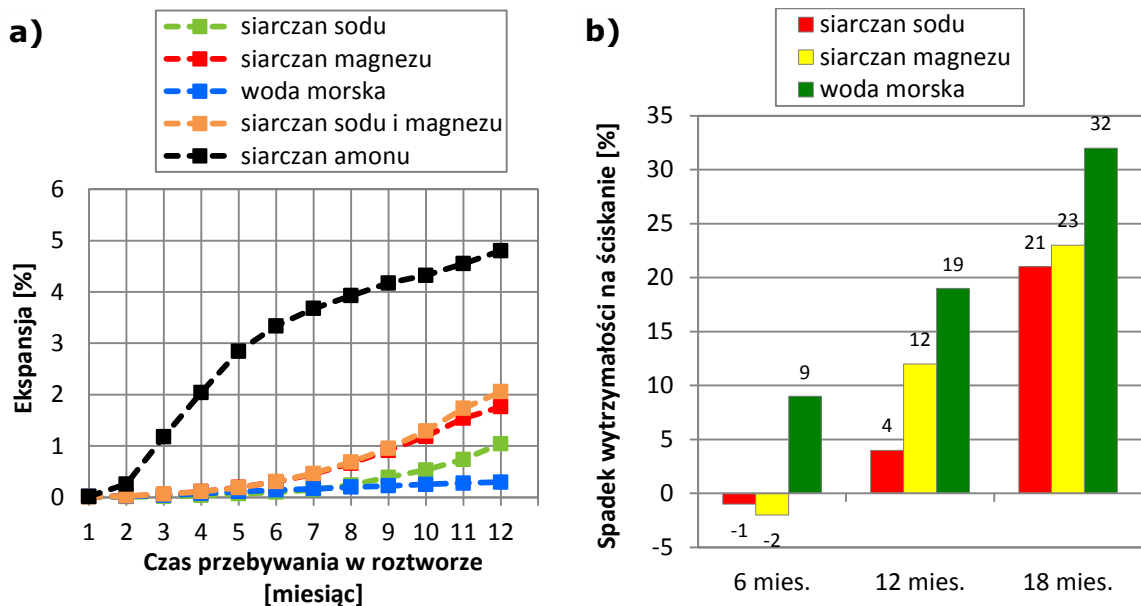 a)
siarczan sodu
siarczan magnezu
woda morska
siarczan sodu i magnezu
siarczan amonu
Ekspansja [%]
6
5
4
3
2
1
0
1 2 3 4 5 6 7 8 9 10 11 12
Czas przebywania w roztworze
[miesiąc]
b)
siarczan sodu
siarczan magnezu
woda morska
Spadek wytrzymałości na ściskanie [%]
35
30
25
20
15
10
5
0
-5
-1
-2
9
4
12
19
21
23
32
6 mies. 12 mies. 18 mies.